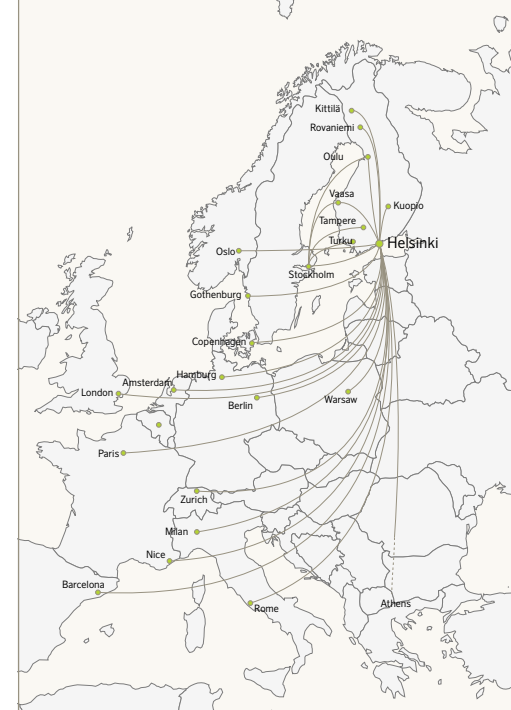 Kittilä
Rovaniemi
Oulu
Vaasa
Kuopio
Tampere
Turku
Helsinki
Oslo
Stockholm
Gothenburg
Copenhagen
Hamburg
Amsterdam
London
Berlin
Warsaw
Paris
Zurich
Milan
Nice
Barcelona
Athens
Rome